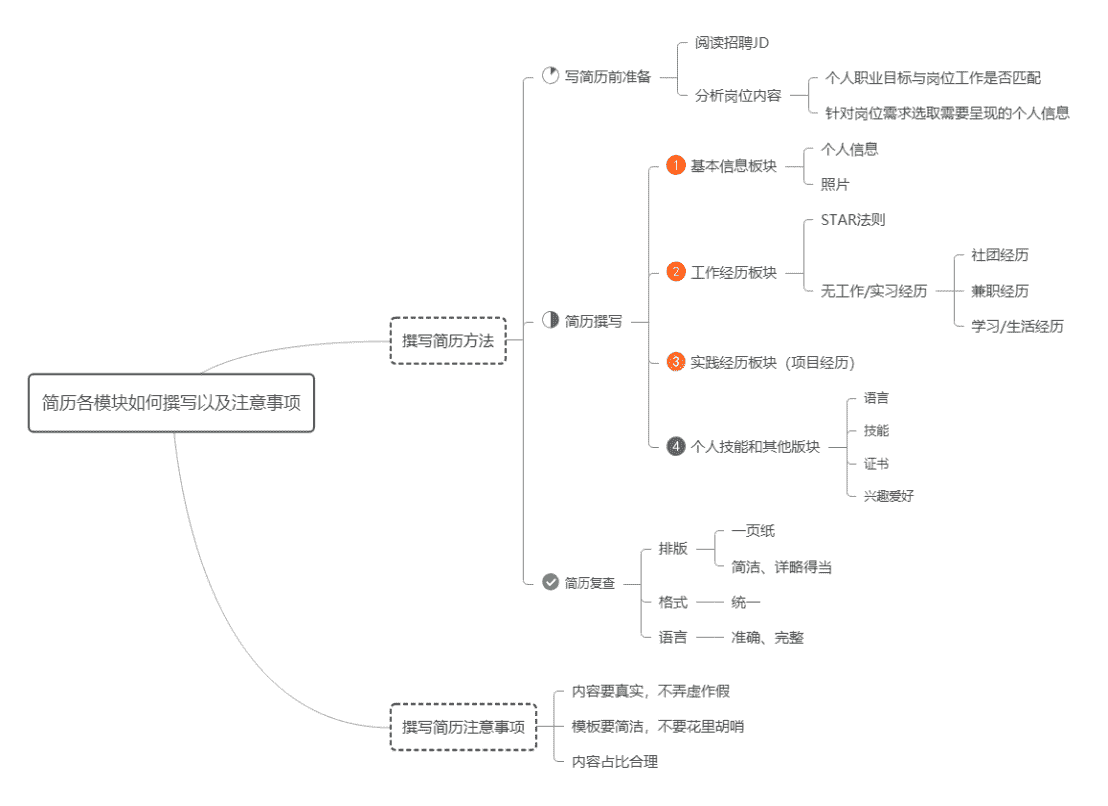 简历各模块如何撰写以及注意事项
撰写简历方法
写简历前准备
阅读招聘JD
分析岗位内容
个人职业目标与岗位工作是否匹配
针对岗位需求选取需要呈现的个人信息
简历撰写
1 基本信息板块
个人信息
照片
2 工作经历板块
STAR法则
无工作/实习经历
社团经历
兼职经历
学习/生活经历
3 实践经历板块（项目经历）
4 个人技能和其他版块
语言
技能
证书
兴趣爱好
简历复查
排版
一页纸
简洁、详略得当
格式
统一
语言
准确、完整
撰写简历注意事项
内容要真实，不弄虚作假
模板要简洁，不要花里胡哨
内容占比合理